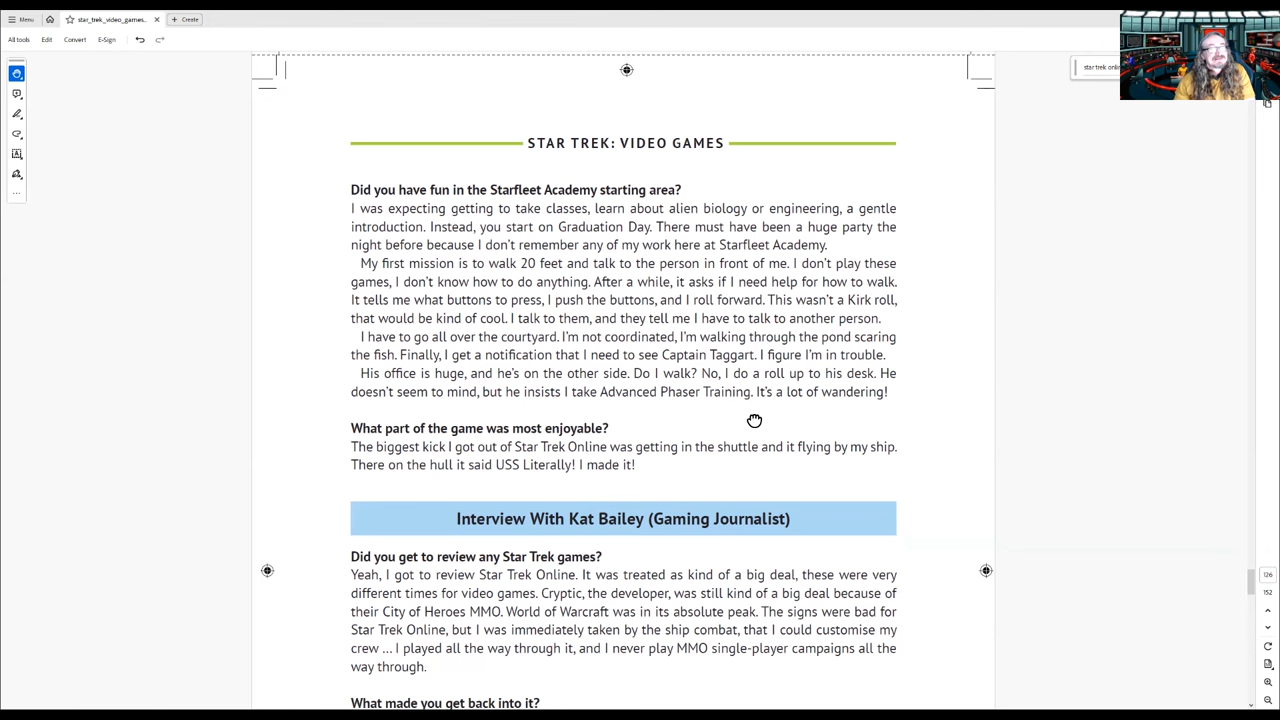 Menu
star_trek_video_games...
Create
All tools
Edit
Convert
E-Sign
star trek onli
STAR TREK: VIDEO GAMES
Did you have fun in the Starfleet Academy starting area?
I was expecting getting to take classes, learn about alien biology or engineering, a gentle
introduction. Instead, you start on Graduation Day. There must have been a huge party the
night before because I don't remember any of my work here at Starfleet Academy.
My first mission is to walk 20 feet and talk to the person in front of me. I don't play these
games, I don't know how to do anything. After a while, it asks if I need help for how to walk.
It tells me what buttons to press, I push the buttons, and I roll forward. This wasn't a Kirk roll,
that would be kind of cool. I talk to them, and they tell me I have to talk to another person.
I have to go all over the courtyard. I'm not coordinated, I'm walking through the pond scaring
the fish. Finally, I get a notification that I need to see Captain Taggart. I figure I'm in trouble.
His office is huge, and he's on the other side. Do I walk? No, I do a roll up to his desk. He
doesn't seem to mind, but he insists I take Advanced Phaser Training. It's a lot of wandering!
What part of the game was most enjoyable?
The biggest kick I got out of Star Trek Online was getting in the shuttle and it flying by my ship.
There on the hull it said USS Literally! I made it!
Interview With Kat Bailey (Gaming Journalist)
Did you get to review any Star Trek games?
Yeah, I got to review Star Trek Online. It was treated as kind of a big deal, these were very
different times for video games. Cryptic, the developer, was still kind of a big deal because of
their City of Heroes MMO. World of Warcraft was in its absolute peak. The signs were bad for
Star Trek Online, but I was immediately taken by the ship combat, that I could customise my
crew ... I played all the way through it, and I never play MMO single-player campaigns all the
way through.
What made you get back into it?
126
152